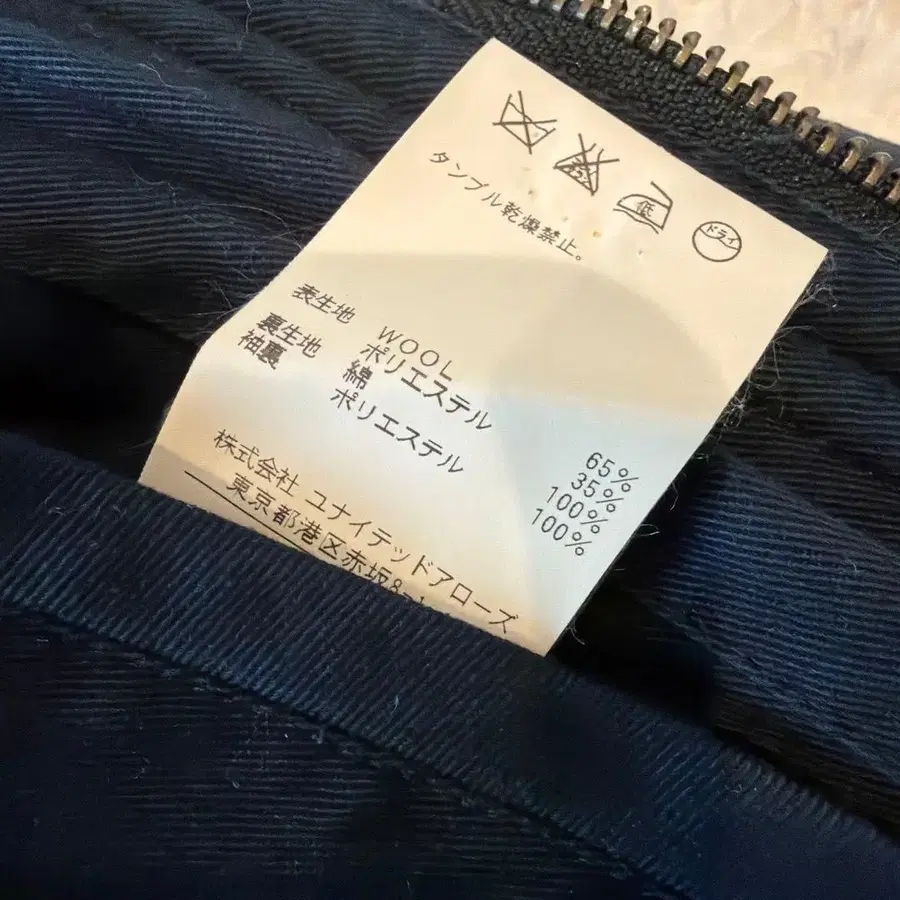 低 ドライ
タンブル乾燥禁止。
表生地 WOOL 65%
ポリエステル 35%
裏生地 綿 100%
袖裏 ポリエステル 100%
株式会社 ユナイテッドアローズ
東京都港区赤坂8-1